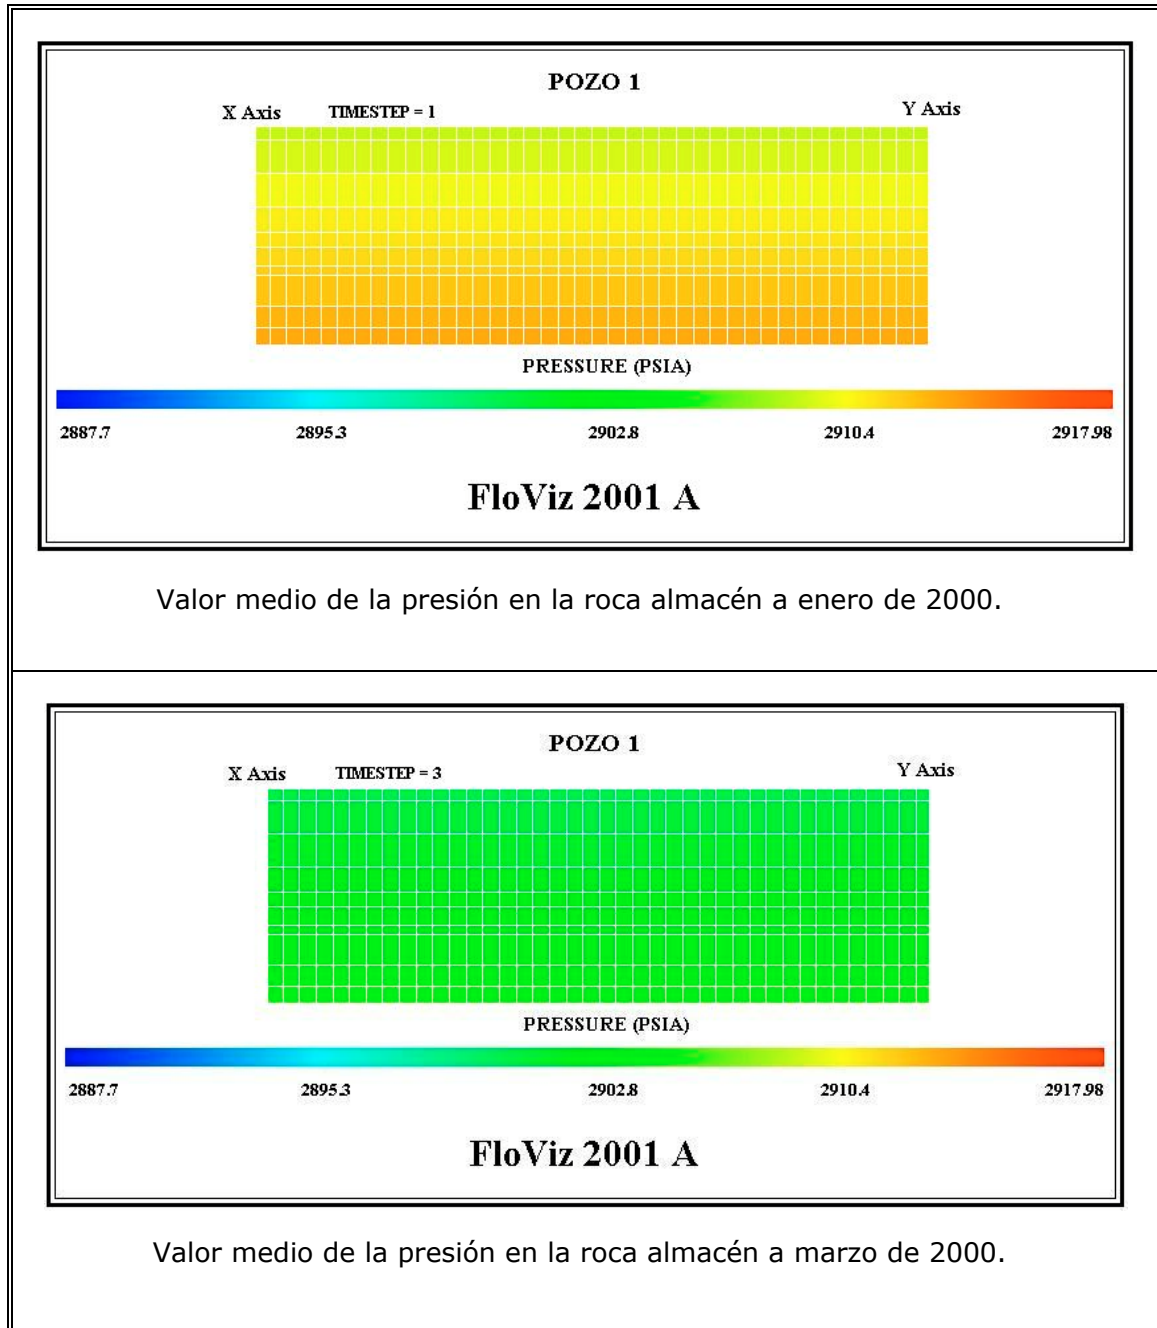 POZO 1
X Axis TIMESTEP = 1 Y Axis
PRESSURE (PSIA)
2887.7 2895.3 2902.8 2910.4 2917.98
FloViz 2001 A
Valor medio de la presión en la roca almacén a enero de 2000.
POZO 1
X Axis TIMESTEP = 3 Y Axis
PRESSURE (PSIA)
2887.7 2895.3 2902.8 2910.4 2917.98
FloViz 2001 A
Valor medio de la presión en la roca almacén a marzo de 2000.